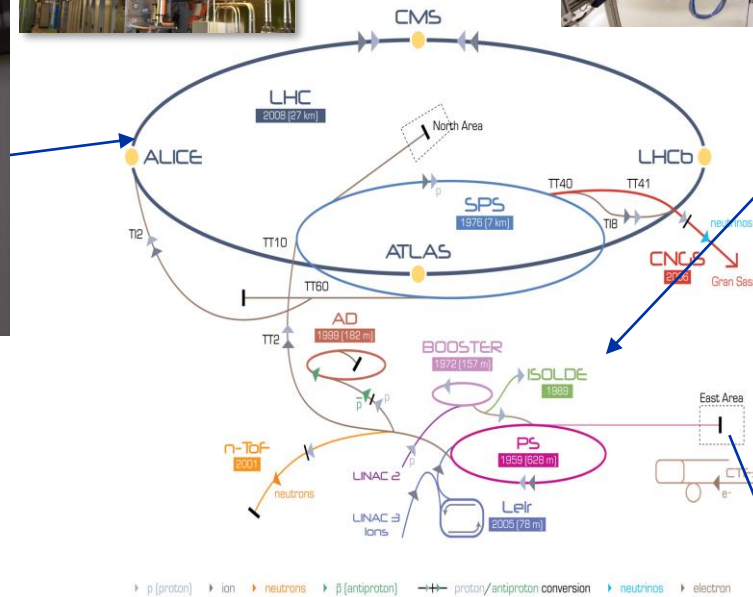 CMS
LHC
2008 (27 km)
North Area
ALICE
LHCb
TT40
TT41
p
SPS
1976 (7 km)
TI8
neutrinos
TI2
TT10
ATLAS
CNGS
Gran Sas
TT60
AD
1999 (182 m)
TT2
BOOSTER
1972 (157 m)
ISOLDE
1989
East Area
p̄
p
n-ToF
2001
PS
1959 (628 m)
p
LINAC 2
neutrons
CT
e-
LINAC 3
Ions
Leir
2005 (78 m)
p (proton)
ion
neutrons
p̄ (antiproton)
proton/antiproton conversion
neutrinos
electron